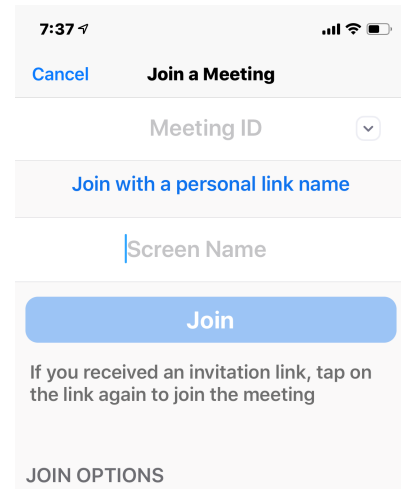 7:37
Cancel
Join a Meeting
Meeting ID
Join with a personal link name
Screen Name
Join
If you received an invitation link, tap on
the link again to join the meeting
JOIN OPTIONS